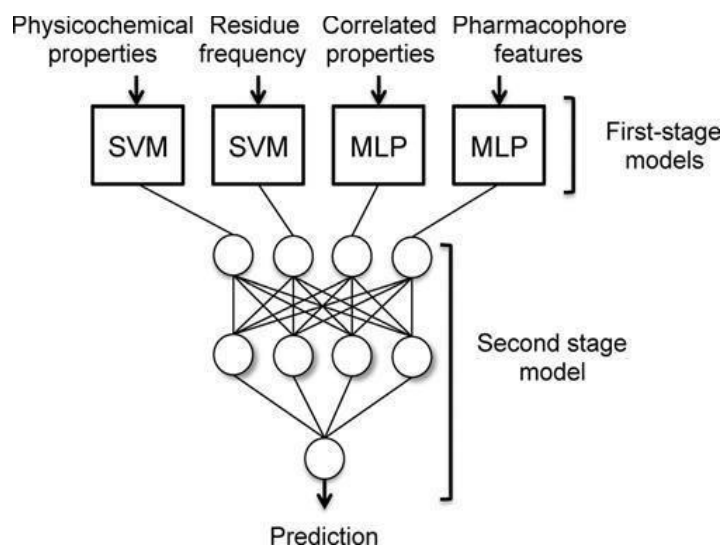 Physicochemical
properties
Residue
frequency
Correlated
properties
Pharmacophore
features
SVM
SVM
MLP
MLP
First-stage
models
Second stage
model
Prediction